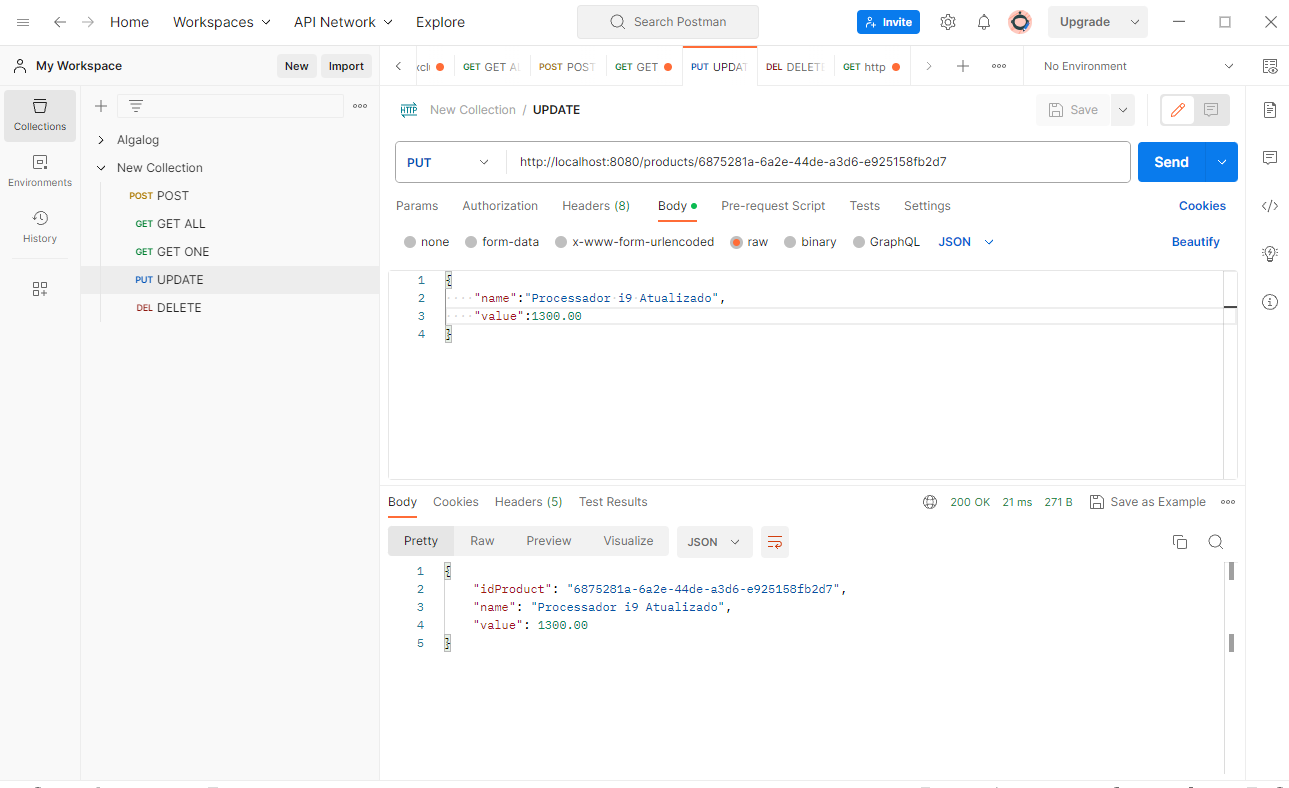 Home Workspaces API Network Explore Search Postman Invite Upgrade
My Workspace New Import GET GET POST POST GET GET PUT UPDAT DEL DELET GET http No Environment
Collections
Environments
History
Algalog
New Collection
POST POST
GET GET ALL
GET GET ONE
PUT UPDATE
DEL DELETE
New Collection / UPDATE Save
PUT http://localhost:8080/products/6875281a-6a2e-44de-a3d6-e925158fb2d7 Send
Params Authorization Headers (8) Body Pre-request Script Tests Settings Cookies
none form-data x-www-form-urlencoded raw binary GraphQL JSON Beautify
1 {
2 "name":"Processador i9 Atualizado",
3 "value":1300.00
4 }
Body Cookies Headers (5) Test Results 200 OK 21 ms 271 B Save as Example
Pretty Raw Preview Visualize JSON
1 {
2 "idProduct": "6875281a-6a2e-44de-a3d6-e925158fb2d7",
3 "name": "Processador i9 Atualizado",
4 "value": 1300.00
5 }